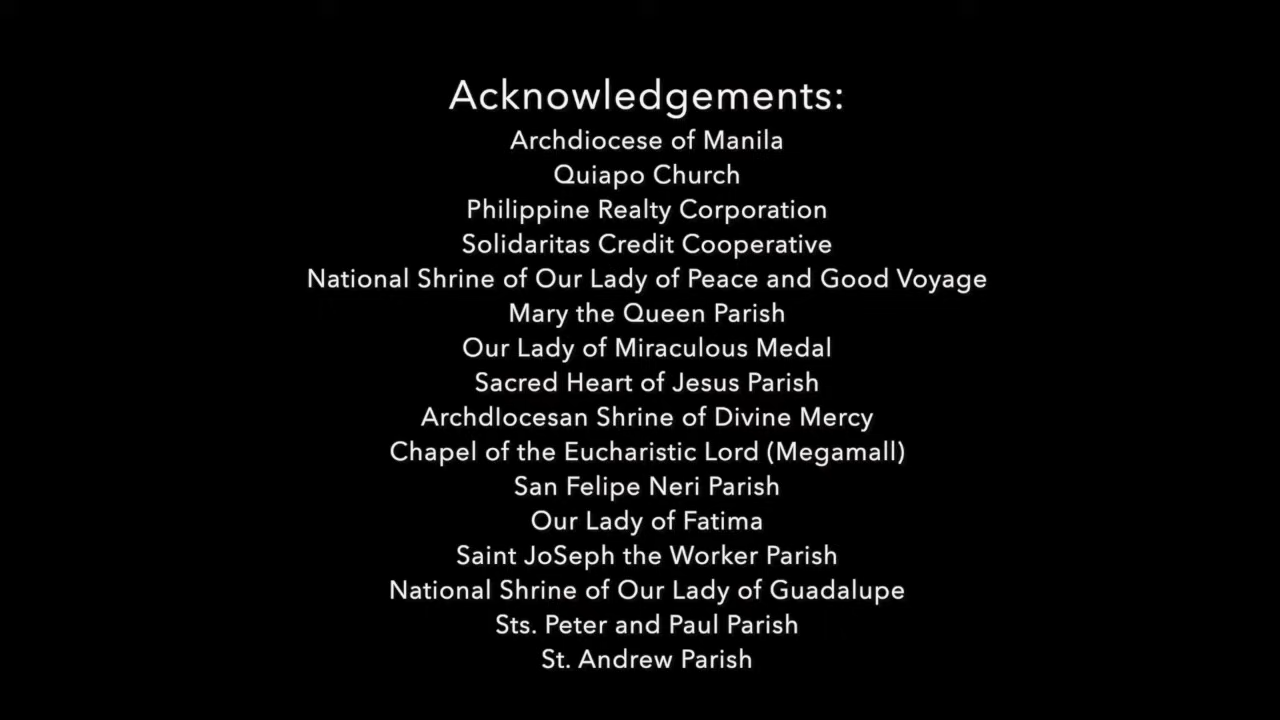 Acknowledgements:
Archdiocese of Manila
Quiapo Church
Philippine Realty Corporation
Solidaritas Credit Cooperative
National Shrine of Our Lady of Peace and Good Voyage
Mary the Queen Parish
Our Lady of Miraculous Medal
Sacred Heart of Jesus Parish
ArchdIocesan Shrine of Divine Mercy
Chapel of the Eucharistic Lord (Megamall)
San Felipe Neri Parish
Our Lady of Fatima
Saint JoSeph the Worker Parish
National Shrine of Our Lady of Guadalupe
Sts. Peter and Paul Parish
St. Andrew Parish